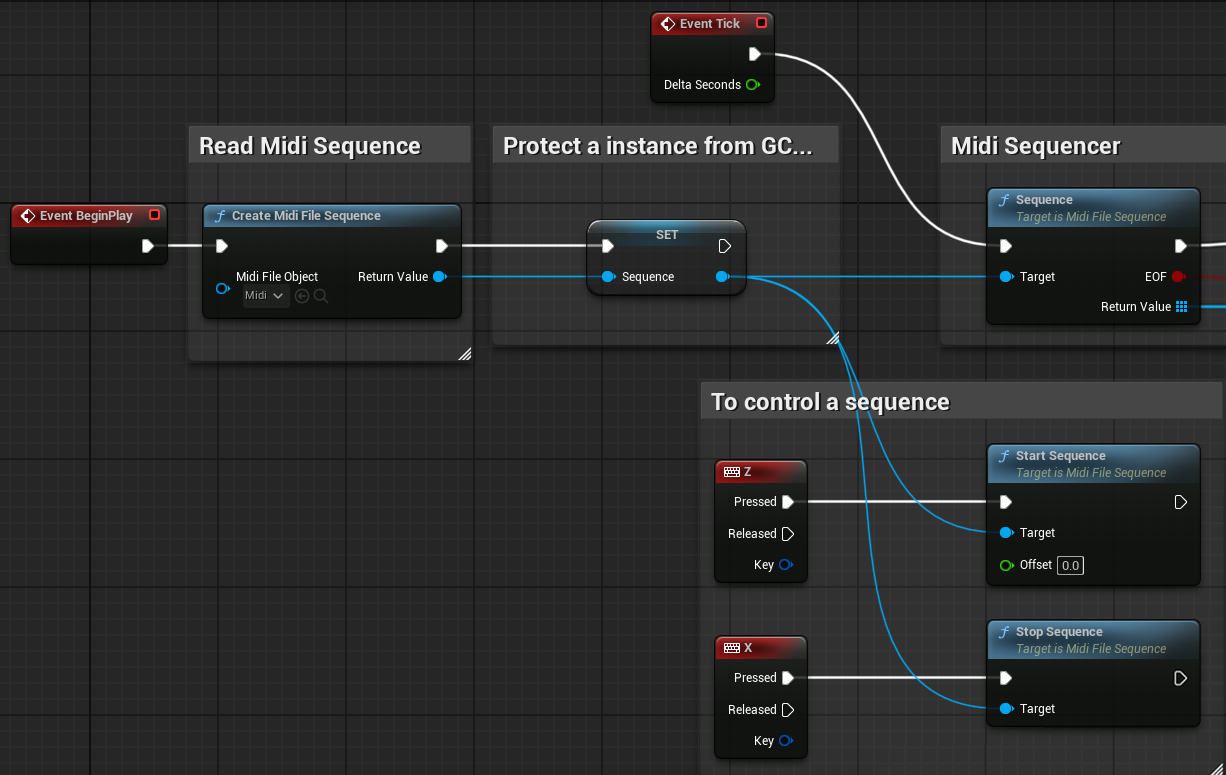 Event Tick
Delta Seconds
Read Midi Sequence
Protect a instance from GC...
Midi Sequencer
Event BeginPlay
Create Midi File Sequence
Midi File Object
Return Value
Midi
SET
Sequence
Sequence
Target is Midi File Sequence
Target
EOF
Return Value
To control a sequence
Z
Pressed
Released
Key
Start Sequence
Target is Midi File Sequence
Target
Offset 0.0
X
Pressed
Released
Key
Stop Sequence
Target is Midi File Sequence
Target